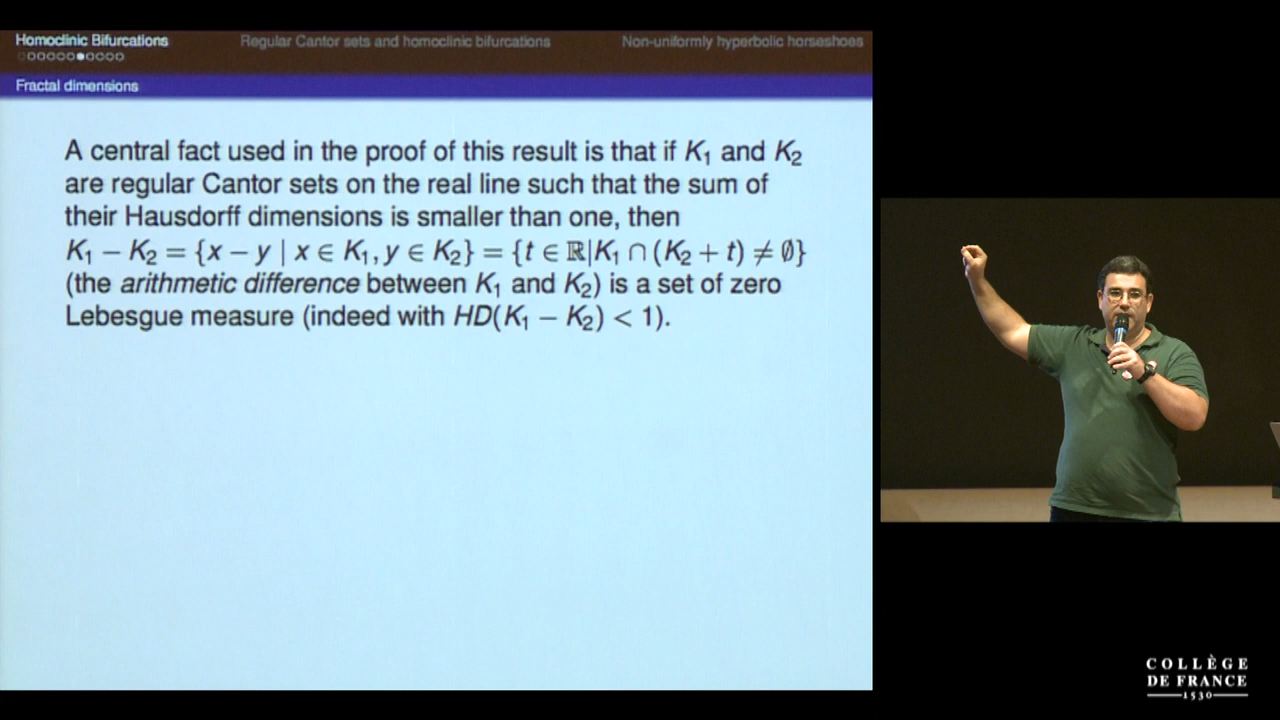 Homoclinic Bifurcations
Regular Cantor sets and homoclinic bifurcations
Non-uniformly hyperbolic horseshoes
Fractal dimensions
A central fact used in the proof of this result is that if K₁ and K₂
are regular Cantor sets on the real line such that the sum of
their Hausdorff dimensions is smaller than one, then
K₁ − K₂ = {x − y | x ∈ K₁, y ∈ K₂} = {t ∈ ℝ|K₁ ∩ (K₂ + t) ≠ ∅}
(the arithmetic difference between K₁ and K₂) is a set of zero
Lebesgue measure (indeed with HD(K₁ − K₂) < 1).
COLLÈGE
DE FRANCE
1530